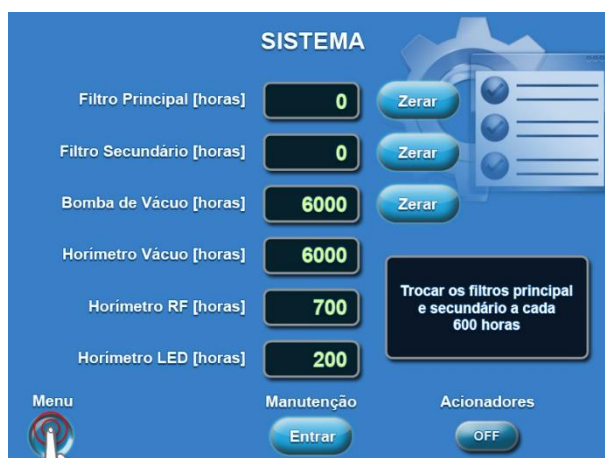 SISTEMA
Filtro Principal [horas] 0 Zerar
Filtro Secundário [horas] 0 Zerar
Bomba de Vácuo [horas] 6000 Zerar
Horimetro Vácuo [horas] 6000
Horímetro RF [horas] 700
Horímetro LED [horas] 200
Trocar os filtros principal
e secundário a cada
600 horas
Menu Manutenção Acionadores
Entrar OFF